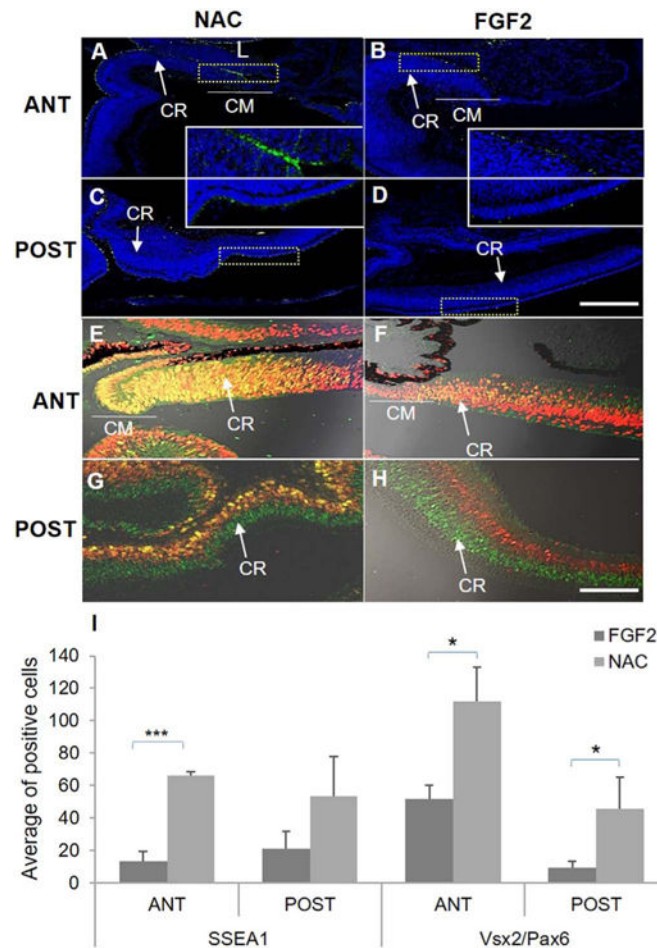 NAC FGF2
A L B
ANT CR CM CR CM
C CR D CR
POST
E F
ANT CR CM CM CR
G H
POST CR CR
I
FGF2
NAC
Average of positive cells
140
120
100
80
60
40
20
0
***
*
*
ANT POST ANT POST
SSEA1 Vsx2/Pax6